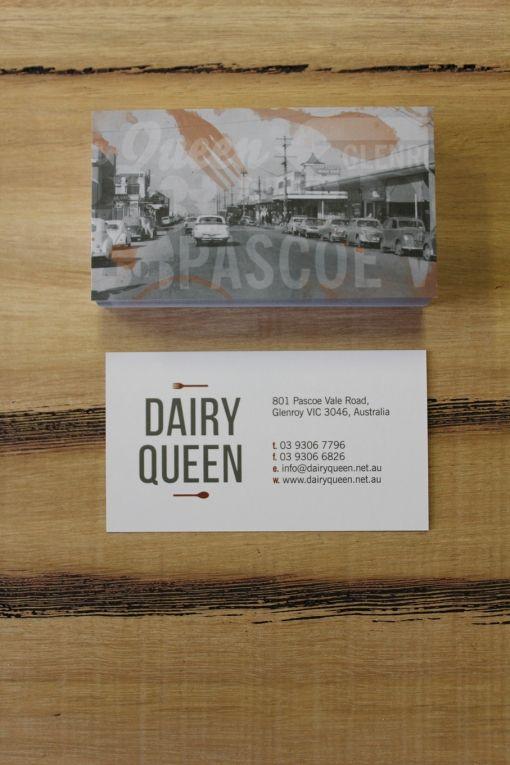 Queen
GLENRO
PASCOE V
DAIRY
QUEEN
801 Pascoe Vale Road,
Glenroy VIC 3046, Australia
t. 03 9306 7796
f. 03 9306 6826
e. info@dairyqueen.net.au
w. www.dairyqueen.net.au